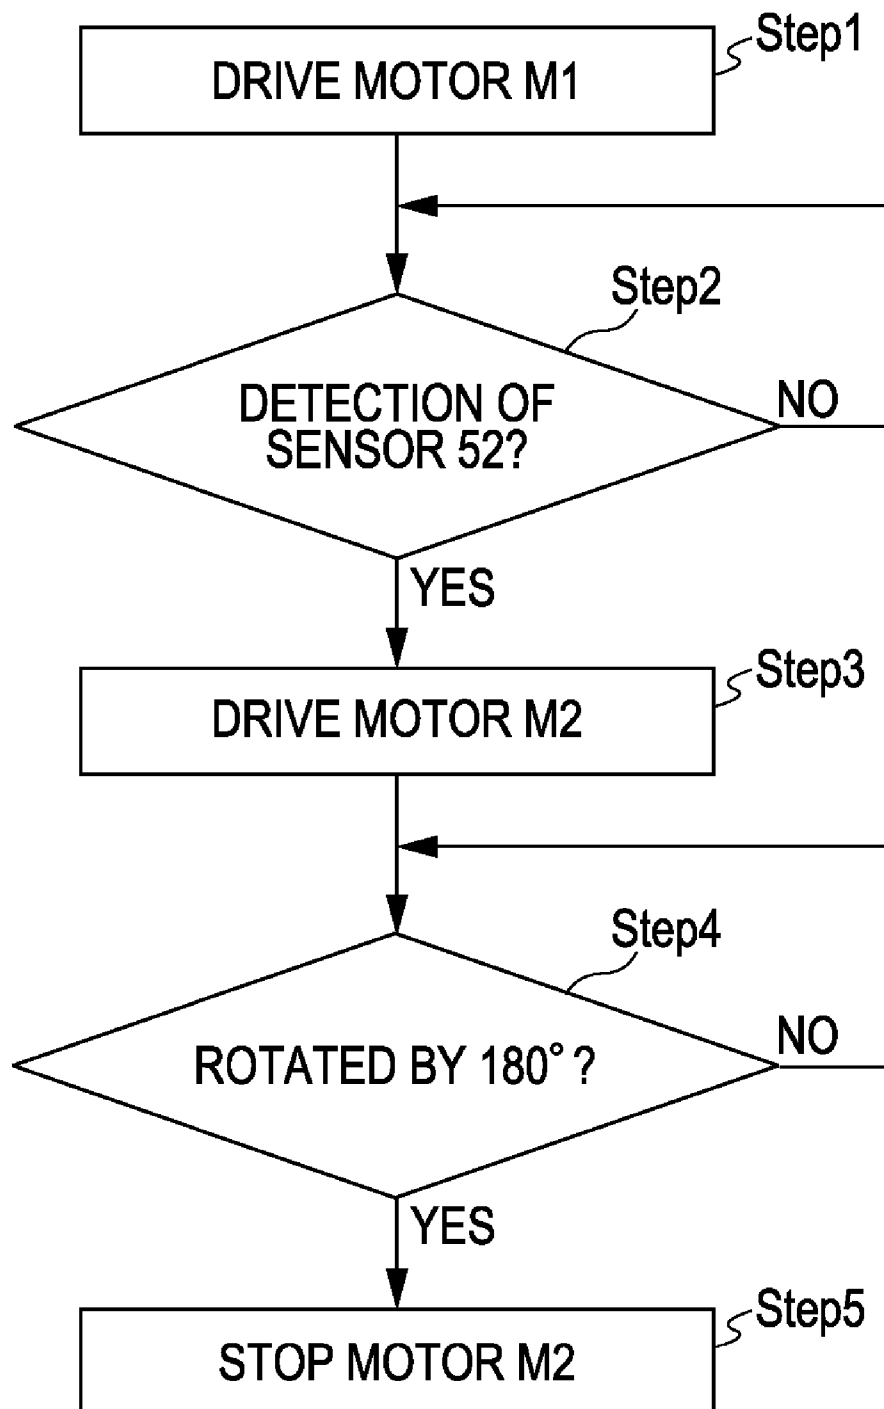 Step1
DRIVE MOTOR M1
Step2
DETECTION OF
SENSOR 52?
NO
YES
Step3
DRIVE MOTOR M2
Step4
ROTATED BY 180° ?
NO
YES
Step5
STOP MOTOR M2